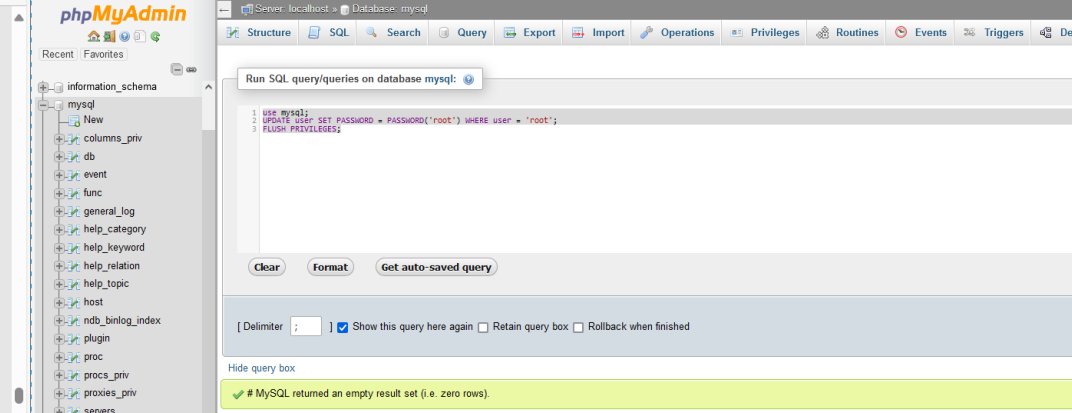 phpMyAdmin
Recent Favorites
information_schema
mysql
New
columns_priv
db
event
func
general_log
help_category
help_keyword
help_relation
help_topic
host
ndb_binlog_index
plugin
proc
procs_priv
proxies_priv
servers
Server: localhost » Database: mysql
Structure SQL Search Query Export Import Operations Privileges Routines Events Triggers De
Run SQL query/queries on database mysql:
1 use mysql;
2 UPDATE user SET PASSWORD = PASSWORD('root') WHERE user = 'root';
3 FLUSH PRIVILEGES;
Clear Format Get auto-saved query
[ Delimiter ; ] Show this query here again Retain query box Rollback when finished
Hide query box
# MySQL returned an empty result set (i.e. zero rows).